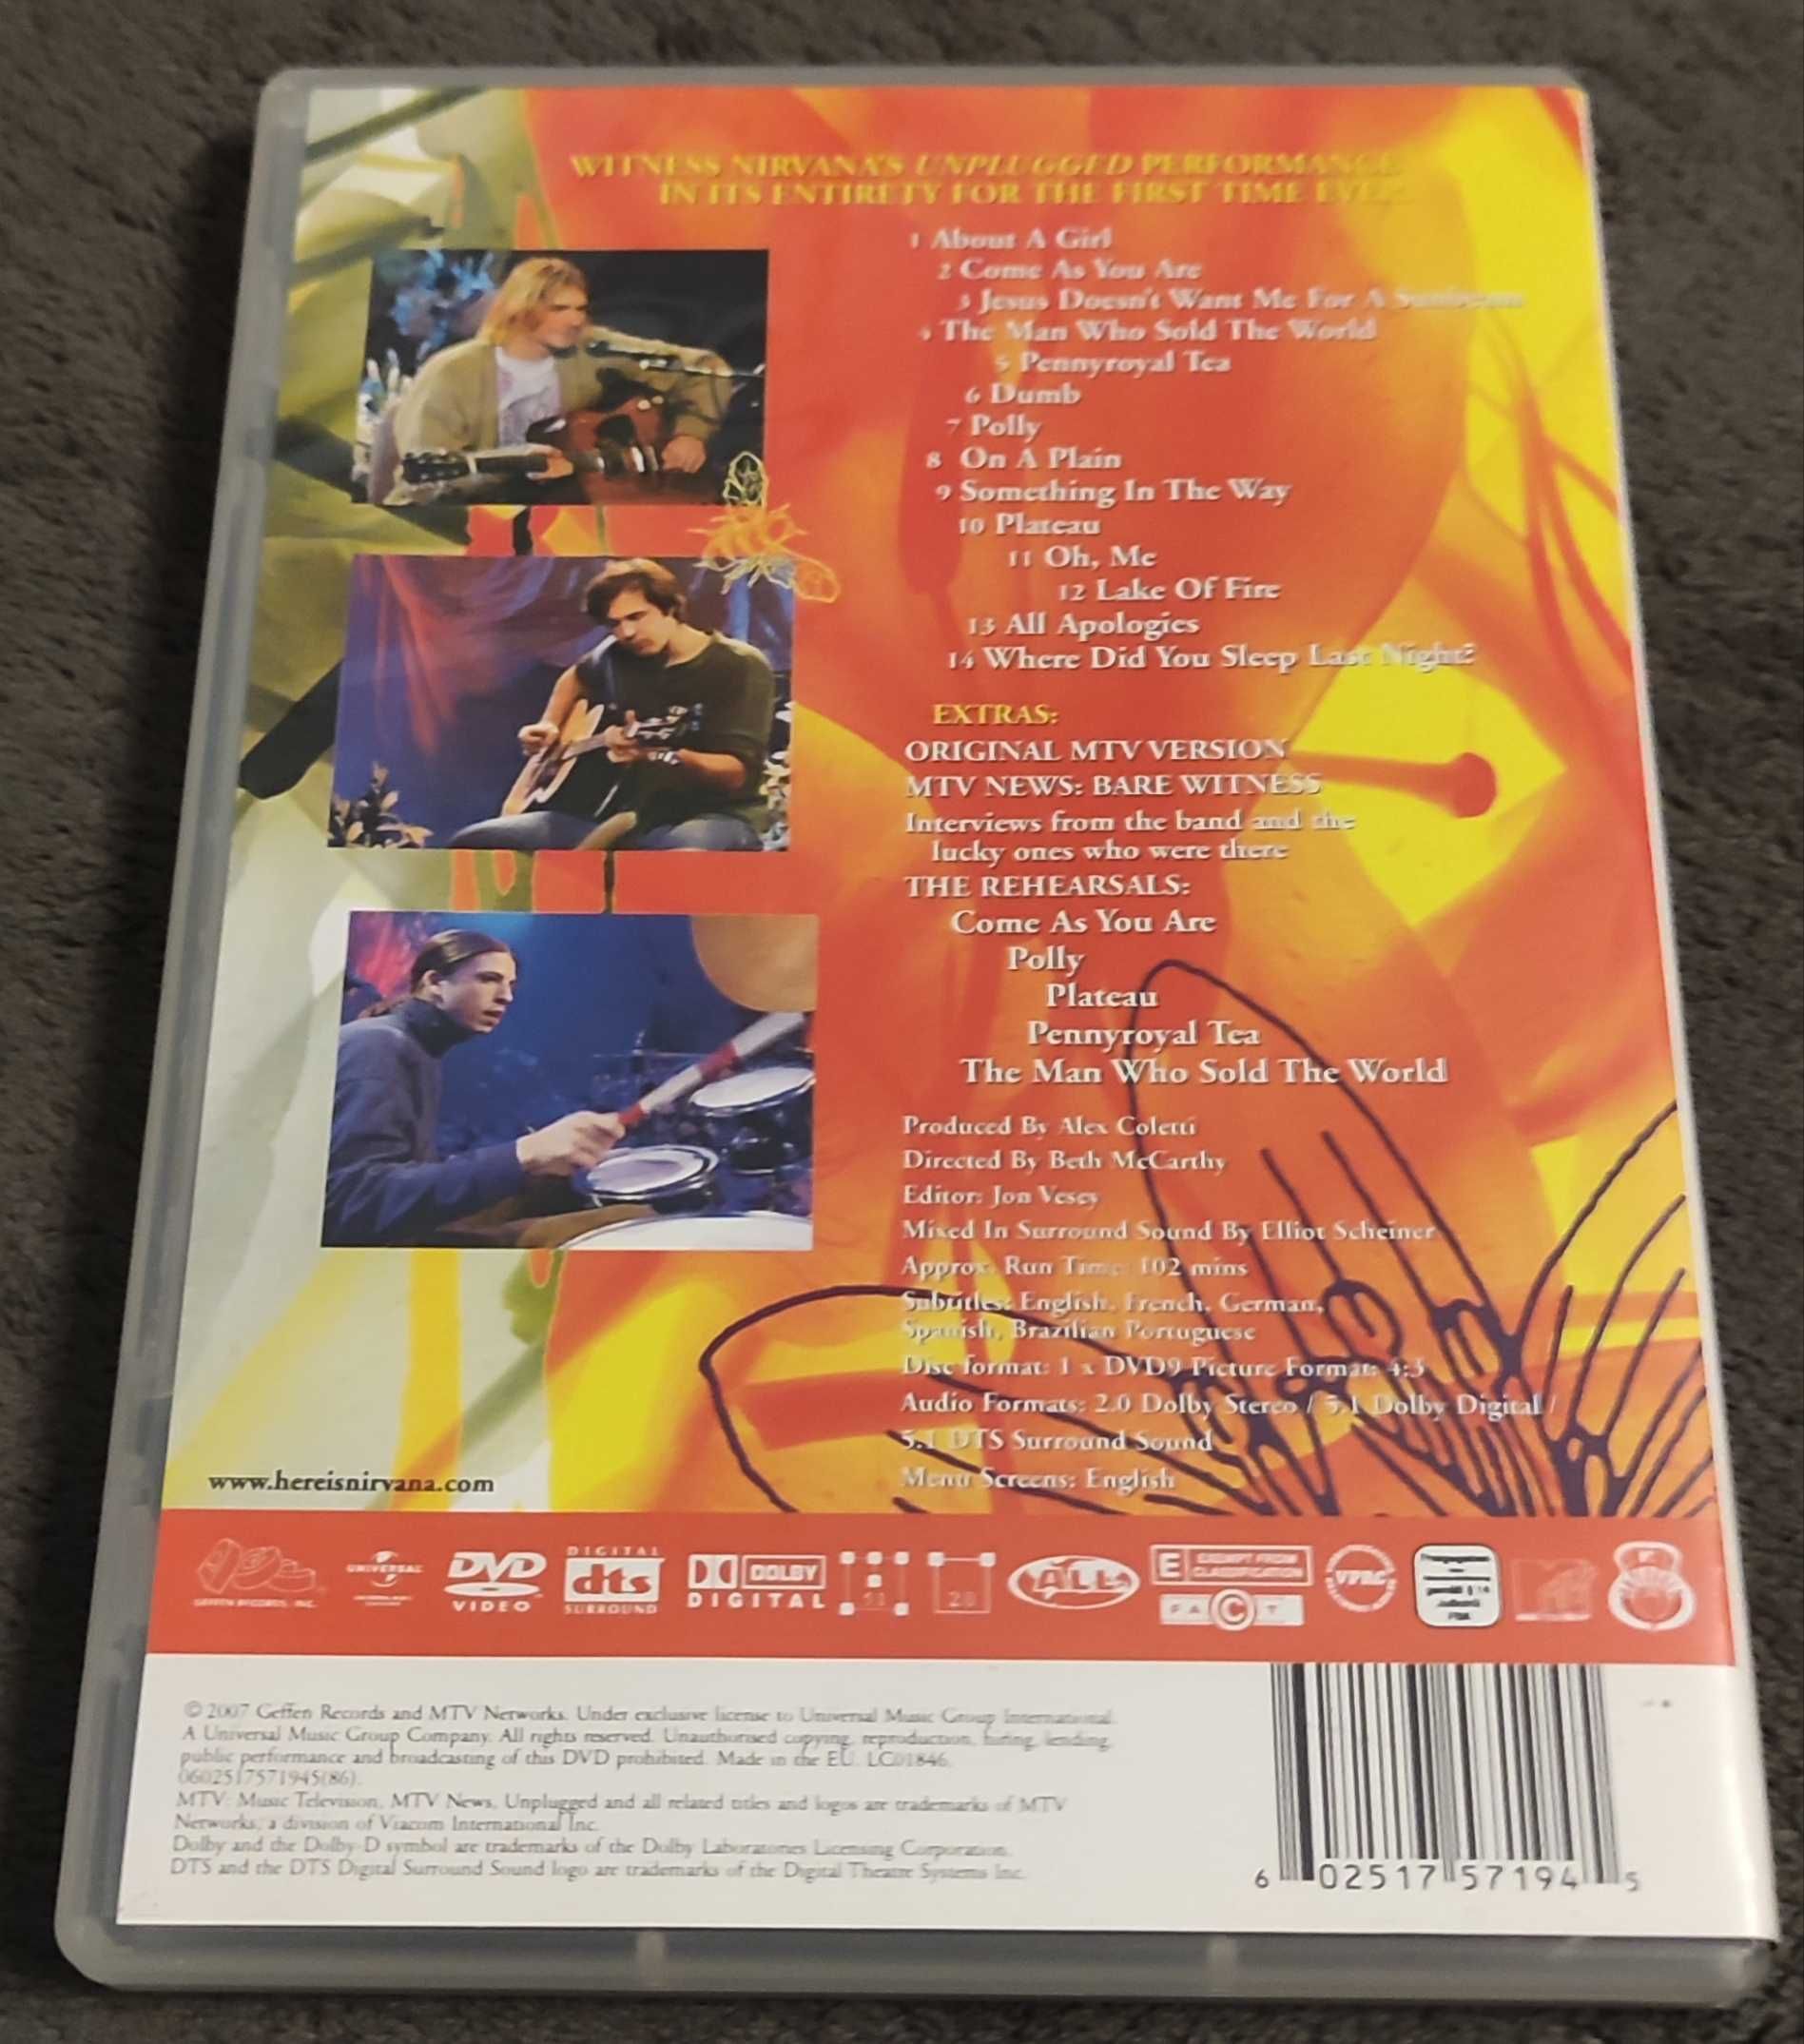 WITNESS NIRVANA'S UNPLUGGED PERFORMANCE
IN ITS ENTIRETY FOR THE FIRST TIME EVER
1 About A Girl
2 Come As You Are
3 Jesus Doesn't Want Me For A Sunbeam
4 The Man Who Sold The World
5 Pennyroyal Tea
6 Dumb
7 Polly
8 On A Plain
9 Something In The Way
10 Plateau
11 Oh, Me
12 Lake Of Fire
13 All Apologies
14 Where Did You Sleep Last Night?
EXTRAS:
ORIGINAL MTV VERSION
MTV NEWS: BARE WITNESS
Interviews from the band and the
lucky ones who were there
THE REHEARSALS:
Come As You Are
Polly
Plateau
Pennyroyal Tea
The Man Who Sold The World
Produced By Alex Coletti
Directed By Beth McCarthy
Editor: Jon Vesey
Mixed In Surround Sound By Elliot Scheiner
Approx. Run Time: 102 mins
Subtitles: English, French, German,
Spanish, Brazilian Portuguese
Disc format: 1 x DVD9 Picture Format: 4:3
Audio Formats: 2.0 Dolby Stereo / 5.1 Dolby Digital /
5.1 DTS Surround Sound
Menu Screens: English
www.hereisnirvana.com
GEFFEN RECORDS, INC.
UNIVERSAL
DVD VIDEO
DIGITAL dts SURROUND
DOLBY DIGITAL
51
20
ALL
E EXEMPT FROM CLASSIFICATION
FACT
VPRC
© 2007 Geffen Records and MTV Networks. Under exclusive license to Universal Music Group International.
A Universal Music Group Company. All rights reserved. Unauthorised copying, reproduction, hiring, lending,
public performance and broadcasting of this DVD prohibited. Made in the EU. LC01846.
0602517571945(86).
MTV: Music Television, MTV News, Unplugged and all related titles and logos are trademarks of MTV
Networks, a division of Viacom International Inc.
Dolby and the Dolby-D symbol are trademarks of the Dolby Laboratories Licensing Corporation.
DTS and the DTS Digital Surround Sound logo are trademarks of the Digital Theatre Systems Inc.
6 02517 57194 5